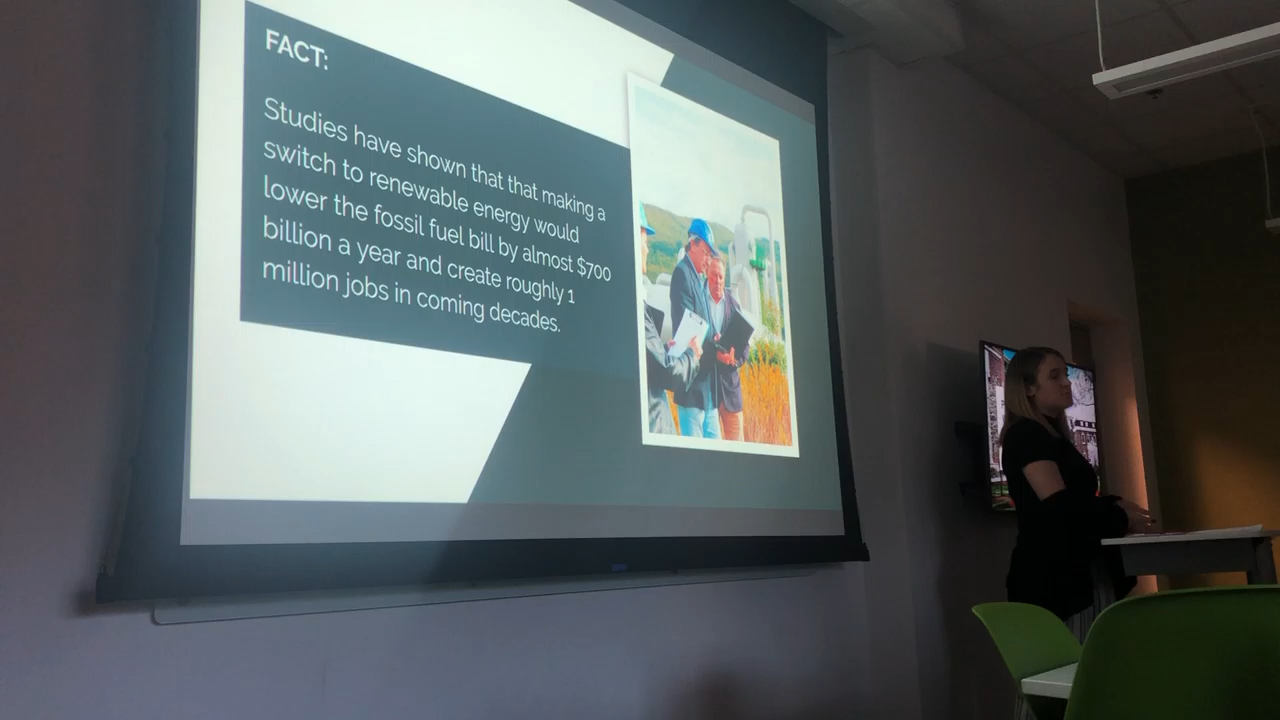 FACT:
Studies have shown that that making a
switch to renewable energy would
lower the fossil fuel bill by almost $700
billion a year and create roughly 1
million jobs in coming decades.